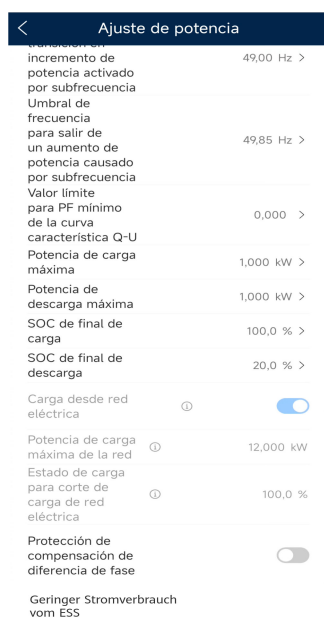 Ajuste de potencia
transición en
incremento de
potencia activado
por subfrecuencia
49,00 Hz >
Umbral de
frecuencia
para salir de
un aumento de
potencia causado
por subfrecuencia
49,85 Hz >
Valor límite
para PF mínimo
de la curva
característica Q-U
0,000 >
Potencia de carga
máxima
1,000 kW >
Potencia de
descarga máxima
1,000 kW >
SOC de final de
carga
100,0 % >
SOC de final de
descarga
20,0 % >
Carga desde red
eléctrica
Potencia de carga
máxima de la red
12,000 kW
Estado de carga
para corte de
carga de red
eléctrica
100,0 %
Protección de
compensación de
diferencia de fase
Geringer Stromverbrauch
vom ESS